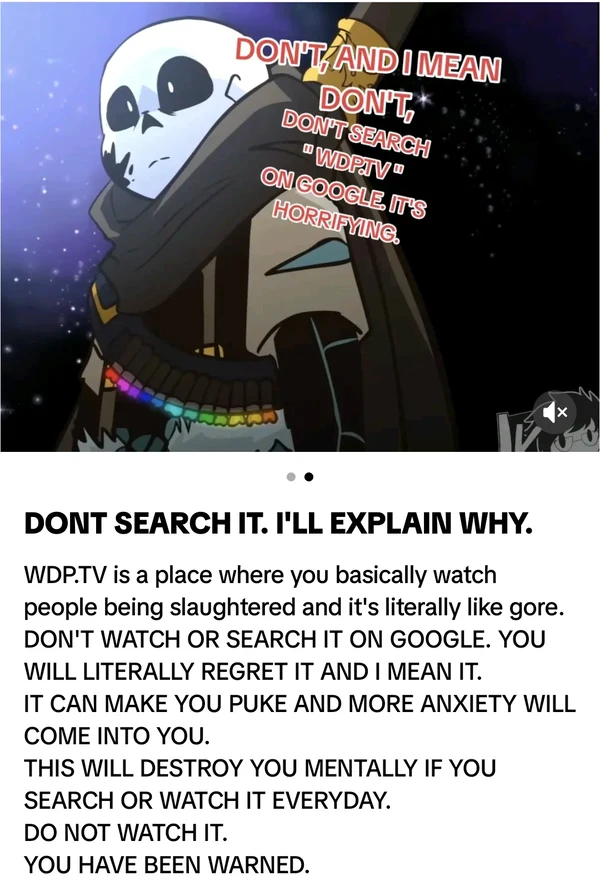 DON'T, AND I MEAN
DON'T,
DON'T SEARCH
" WDP.TV "
ON GOOGLE. IT'S
HORRIFYING.
DONT SEARCH IT. I'LL EXPLAIN WHY.
WDP.TV is a place where you basically watch
people being slaughtered and it's literally like gore.
DON'T WATCH OR SEARCH IT ON GOOGLE. YOU
WILL LITERALLY REGRET IT AND I MEAN IT.
IT CAN MAKE YOU PUKE AND MORE ANXIETY WILL
COME INTO YOU.
THIS WILL DESTROY YOU MENTALLY IF YOU
SEARCH OR WATCH IT EVERYDAY.
DO NOT WATCH IT.
YOU HAVE BEEN WARNED.